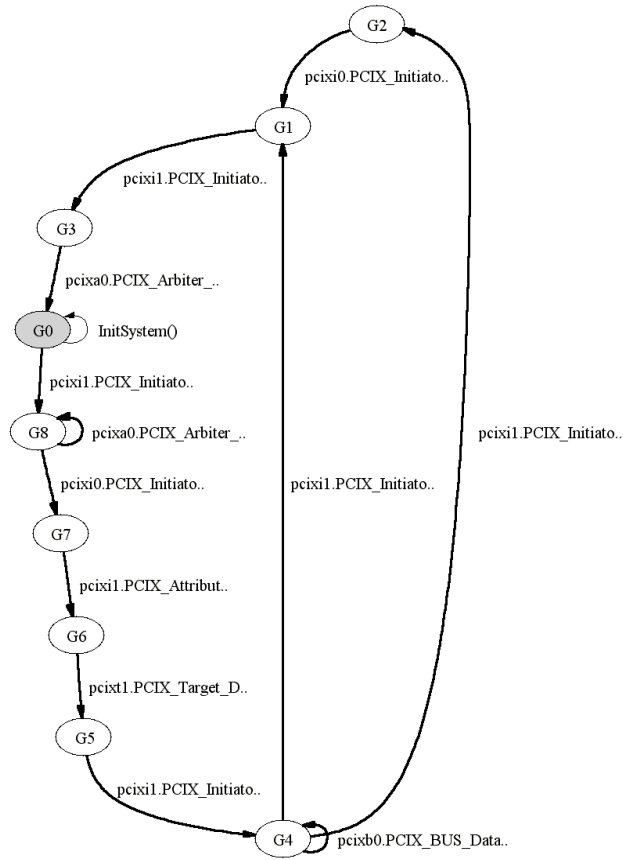 G2
pcixi0.PCIX_Initiato..
G1
pcixi1.PCIX_Initiato..
G3
pcixa0.PCIX_Arbiter_..
G0
InitSystem()
pcixi1.PCIX_Initiato..
G8
pcixa0.PCIX_Arbiter_..
pcixi1.PCIX_Initiato..
pcixi0.PCIX_Initiato..
pcixi1.PCIX_Initiato..
G7
pcixi1.PCIX_Attribut..
G6
pcixt1.PCIX_Target_D..
G5
pcixi1.PCIX_Initiato..
G4
pcixb0.PCIX_BUS_Data..